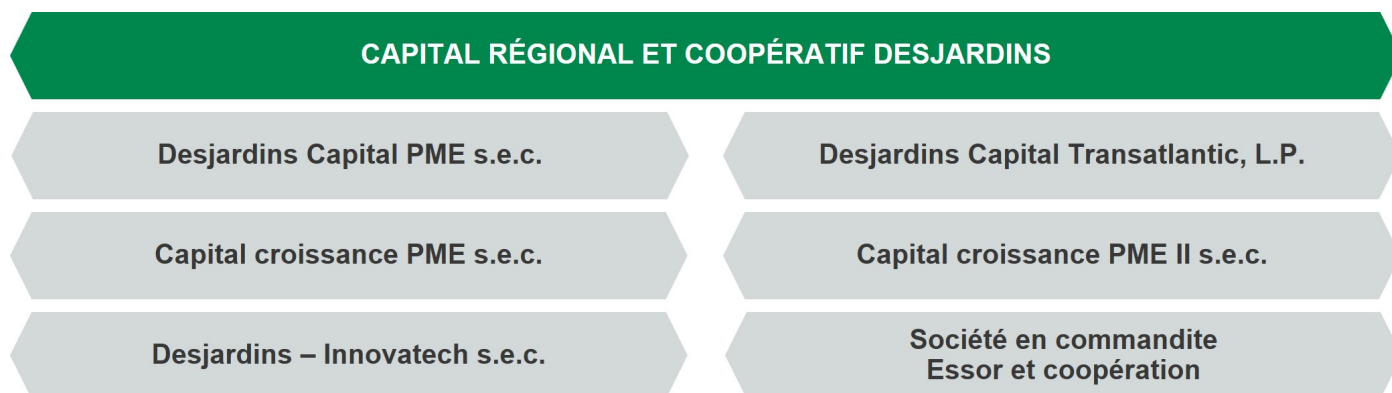 CAPITAL RÉGIONAL ET COOPÉRATIF DESJARDINS
Desjardins Capital PME s.e.c.
Desjardins Capital Transatlantic, L.P.
Capital croissance PME s.e.c.
Capital croissance PME II s.e.c.
Desjardins – Innovatech s.e.c.
Société en commandite
Essor et coopération